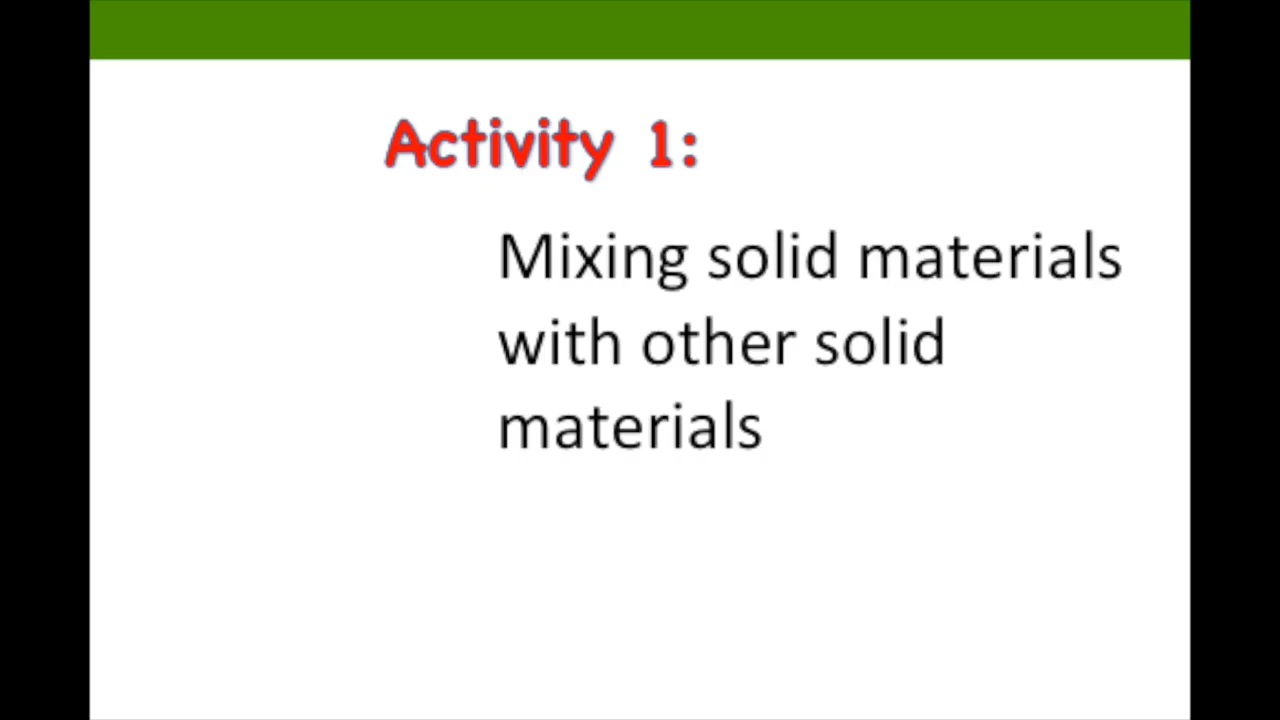 Activity 1:
Mixing solid materials
with other solid
materials